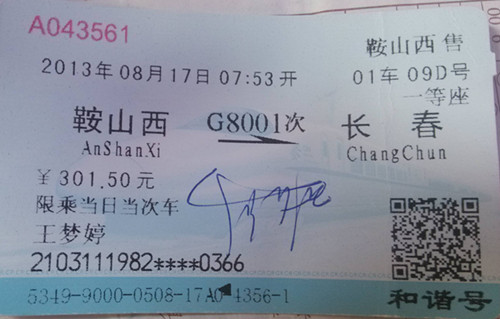 A043561
鞍山西售
2013年08月17日07:53开
01车09D号
一等座
鞍山西 G8001次 长春
AnShanXi ChangChun
￥301.50元
限乘当日当次车
王梦婷
2103111982****0366
5349-9000-0508-17A0 4356-1
和谐号